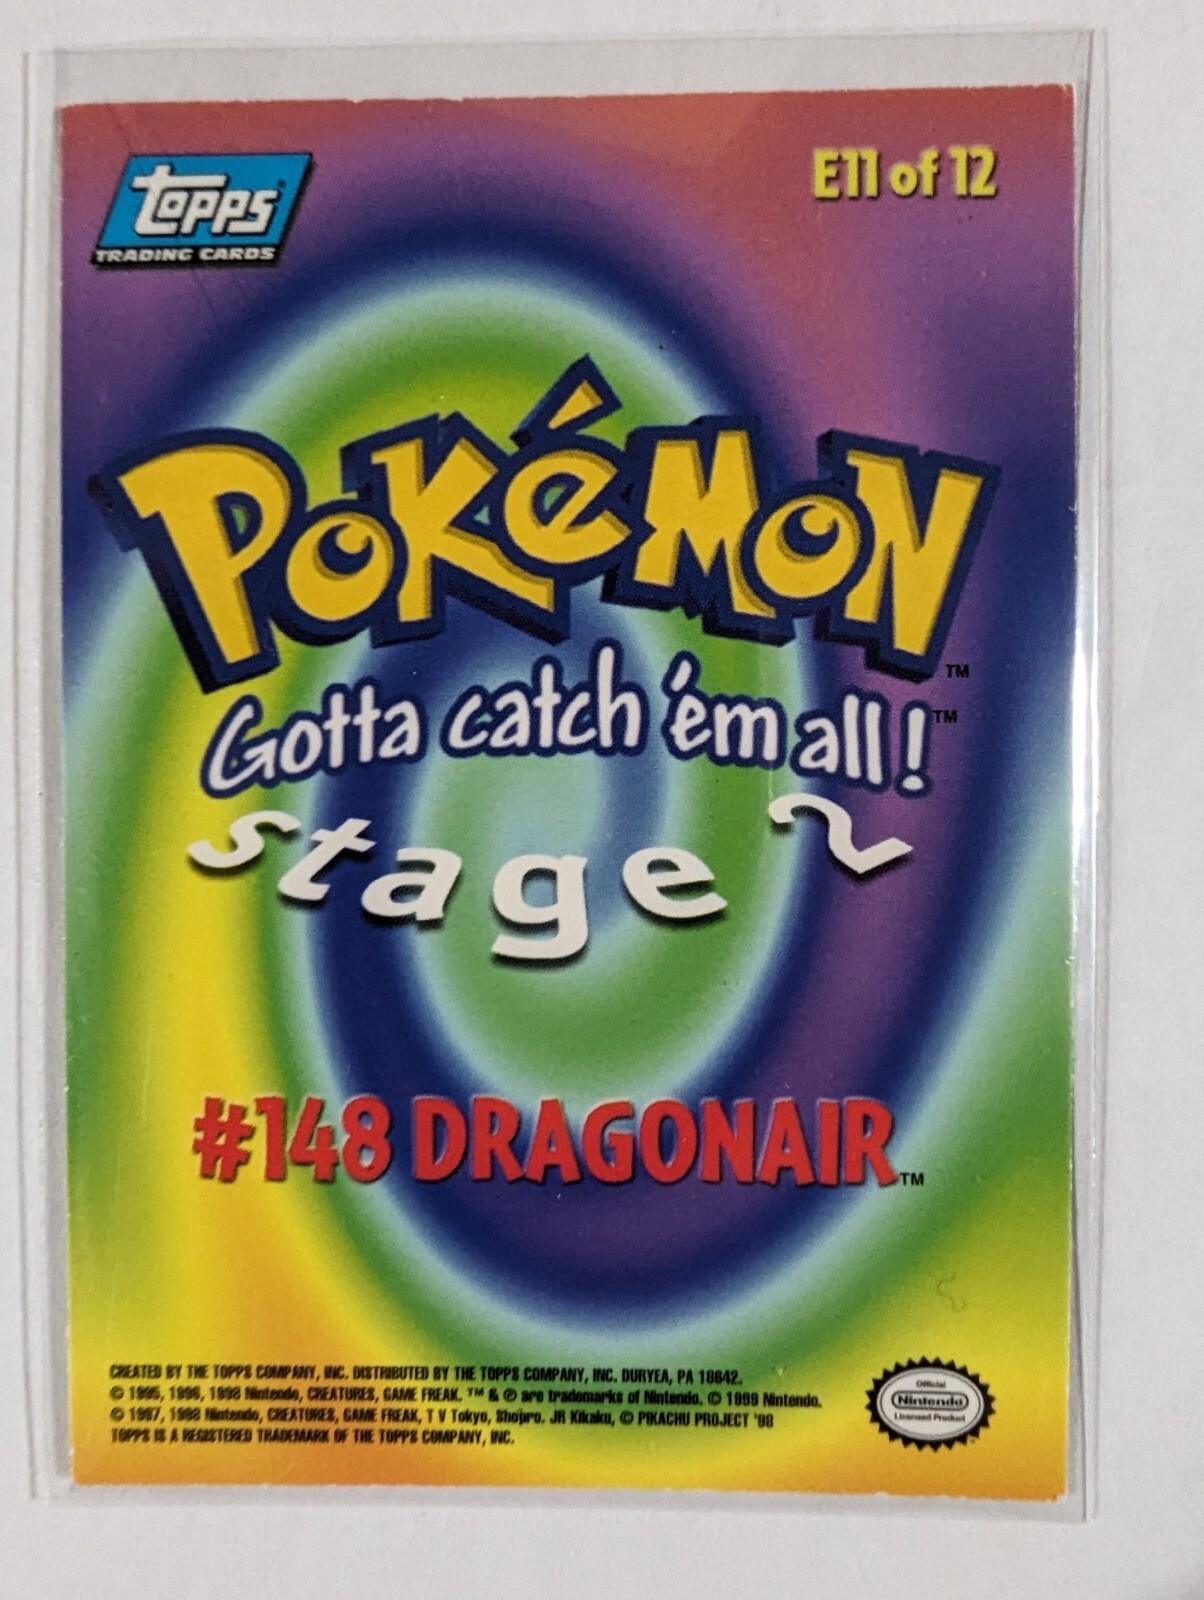 topps
TRADING CARDS
E11 of 12
POKéMON™
Gotta catch 'em all!™
stage 2
#148 DRAGONAIR™
CREATED BY THE TOPPS COMPANY, INC. DISTRIBUTED BY THE TOPPS COMPANY, INC. DURYEA, PA 18642.
© 1995, 1996, 1998 Nintendo, CREATURES, GAME FREAK. ™ & ® are trademarks of Nintendo. © 1999 Nintendo.
© 1997, 1998 Nintendo, CREATURES, GAME FREAK, T V Tokyo, Shopro. JR Kikaku, © PIKACHU PROJECT '98
TOPPS IS A REGISTERED TRADEMARK OF THE TOPPS COMPANY, INC.
Official
Nintendo
Licensed Product